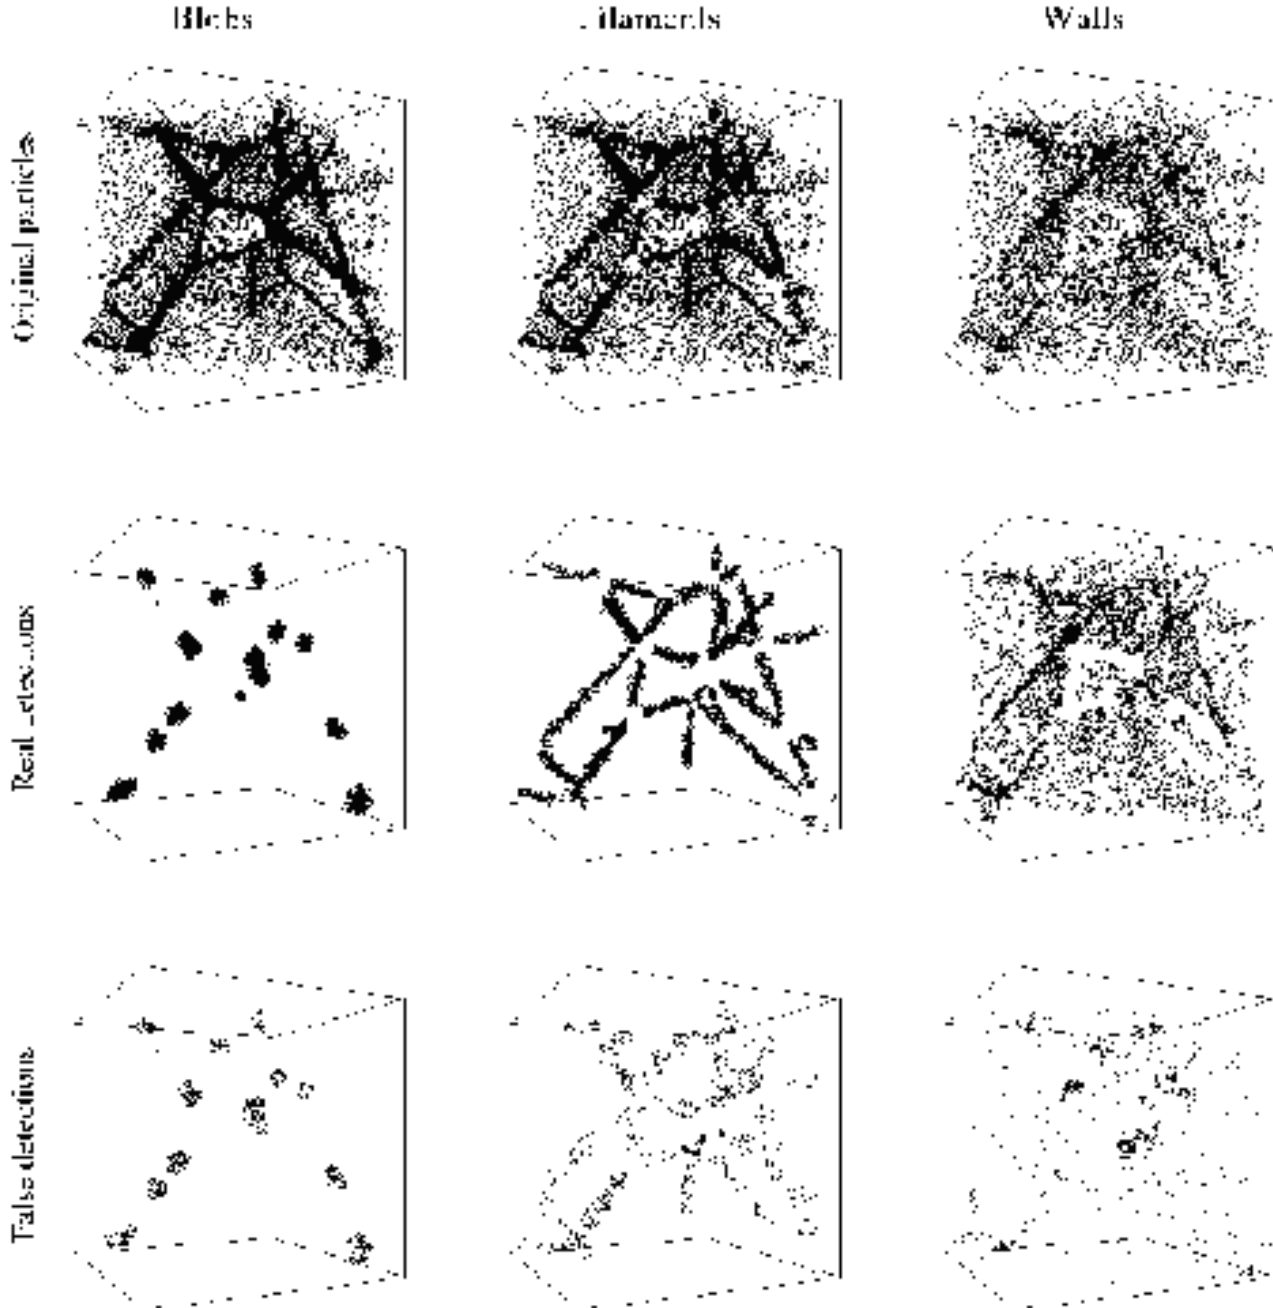 Blobs
Filaments
Walls
Original particles
Real Detections
False detections